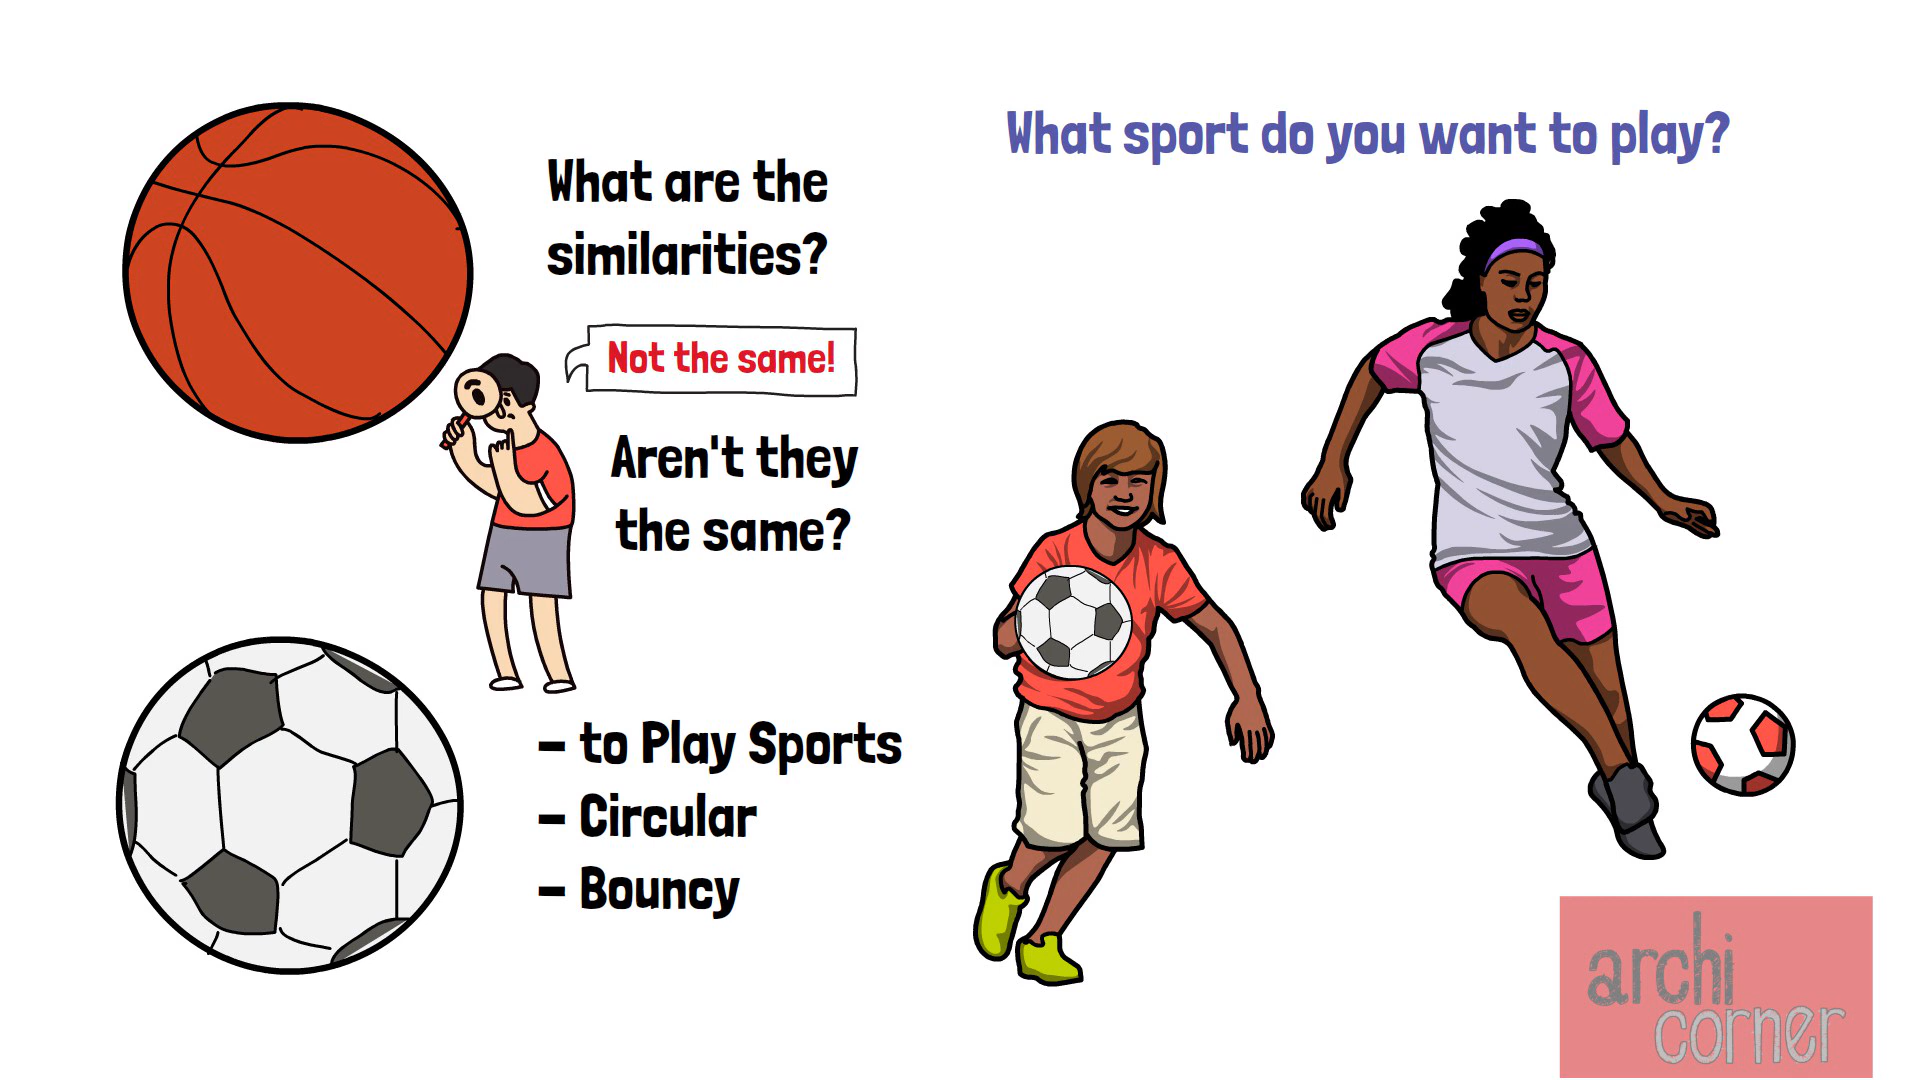 What are the
similarities?
Not the same!
Aren't they
the same?
– to Play Sports
– Circular
– Bouncy
What sport do you want to play?
archi
corner